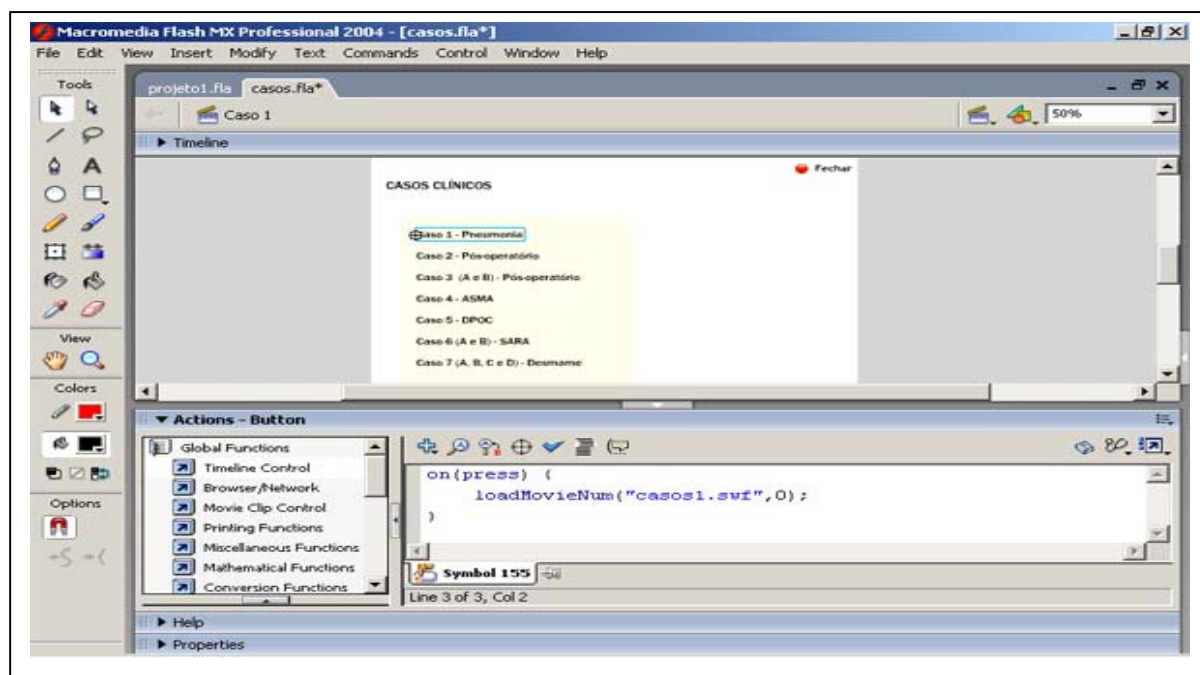 Macromedia Flash MX Professional 2004 - [casos.fla*]
File Edit View Insert Modify Text Commands Control Window Help
Tools
projeto1.fla casos.fla*
Caso 1
50%
Timeline
Fechar
CASOS CLÍNICOS
Caso 1 - Pneumonia
Caso 2 - Pós-operatório
Caso 3 (A e B) - Pós-operatório
Caso 4 - ASMA
Caso 5 - DPOC
Caso 6 (A e B) - SARA
Caso 7 (A, B, C e D) - Desmame
View
Colors
Options
Actions - Button
Global Functions
Timeline Control
Browser/Network
Movie Clip Control
Printing Functions
Miscellaneous Functions
Mathematical Functions
Conversion Functions
on(press) {
loadMovieNum("casos1.swf",0);
}
Symbol 155
Line 3 of 3, Col 2
Help
Properties